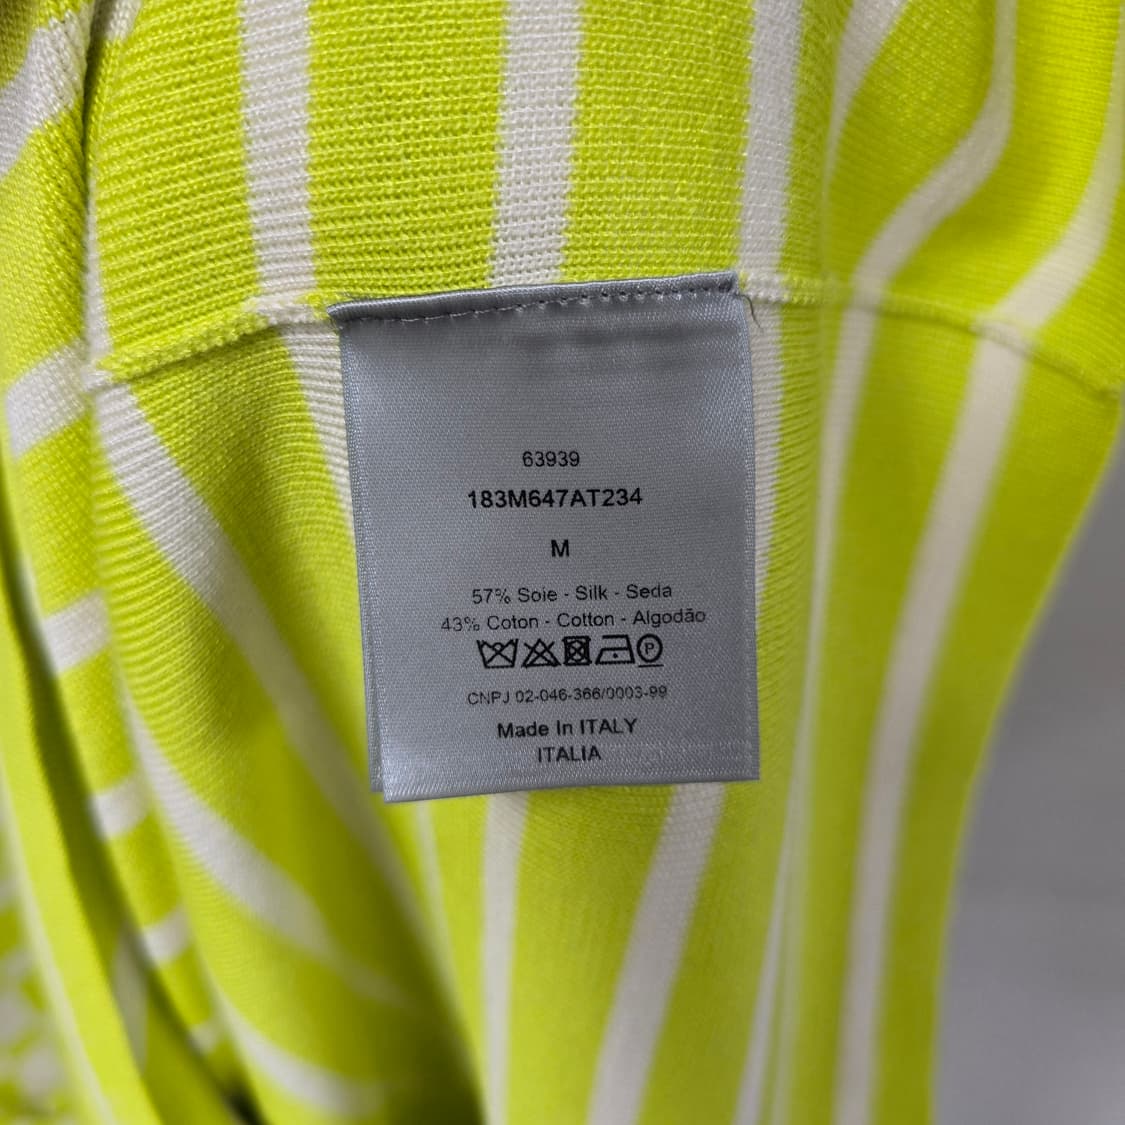 63939
183M647AT234
M
57% Soie - Silk - Seda
43% Coton - Cotton - Algodão
P
CNPJ 02-046-366/0003-99
Made In ITALY
ITALIA